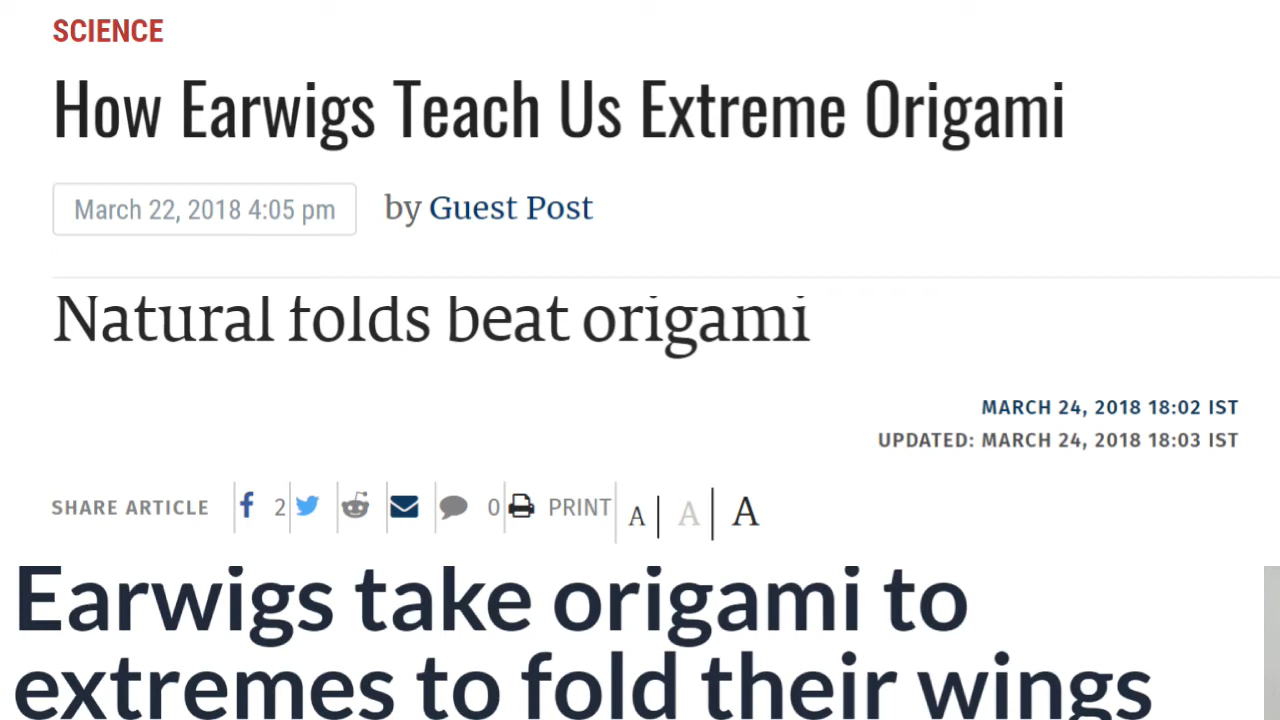 SCIENCE
How Earwigs Teach Us Extreme Origami
March 22, 2018 4:05 pm by Guest Post
Natural folds beat origami
MARCH 24, 2018 18:02 IST
UPDATED: MARCH 24, 2018 18:03 IST
SHARE ARTICLE 2 0 PRINT A A A
Earwigs take origami to
extremes to fold their wings